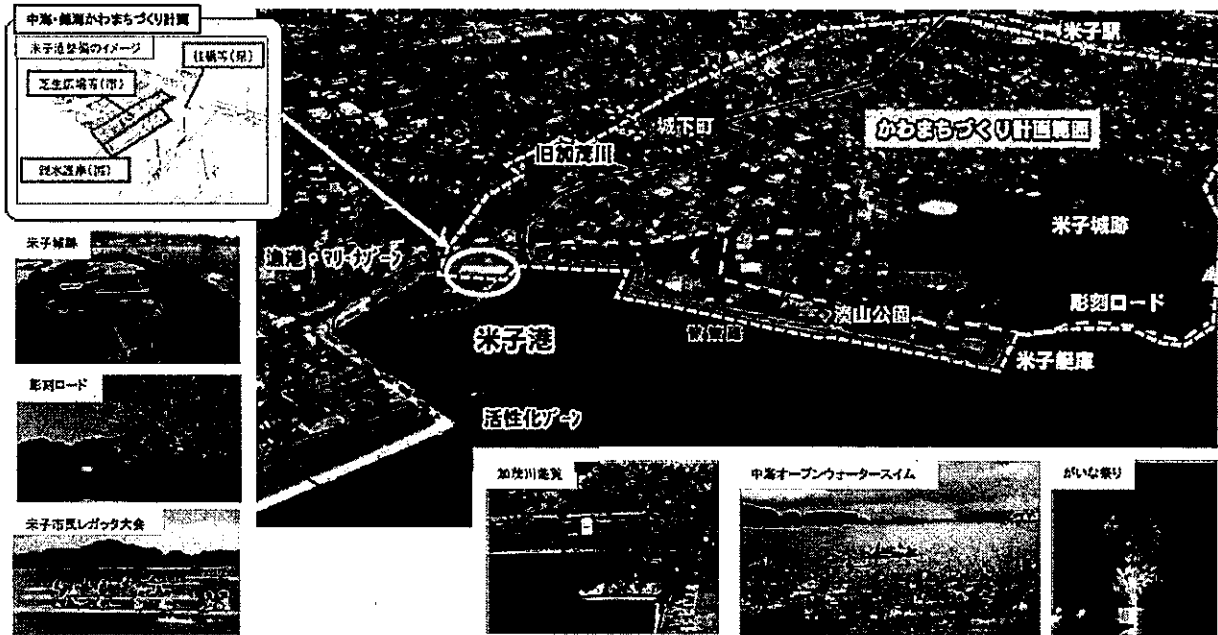 中海・錦海かわまちづくり計画
米子港整備のイメージ
桟橋等(県)
芝生広場等(市)
親水護岸(国)
米子駅
城下町
かわまちづくり計画範囲
旧加茂川
米子城跡
漁港・マリーナゾーン
彫刻ロード
湊山公園
米子港
米子艇庫
活性化ゾーン
米子城跡
彫刻ロード
米子市民レガッタ大会
加茂川遊覧
中海オープンウォータースイム
がいな祭り